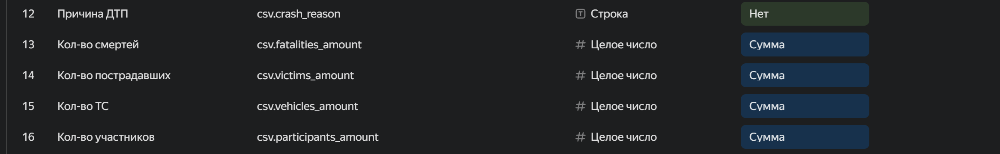 12 Причина ДТП csv.crash_reason Строка Нет
13 Кол-во смертей csv.fatalities_amount Целое число Сумма
14 Кол-во пострадавших csv.victims_amount Целое число Сумма
15 Кол-во ТС csv.vehicles_amount Целое число Сумма
16 Кол-во участников csv.participants_amount Целое число Сумма